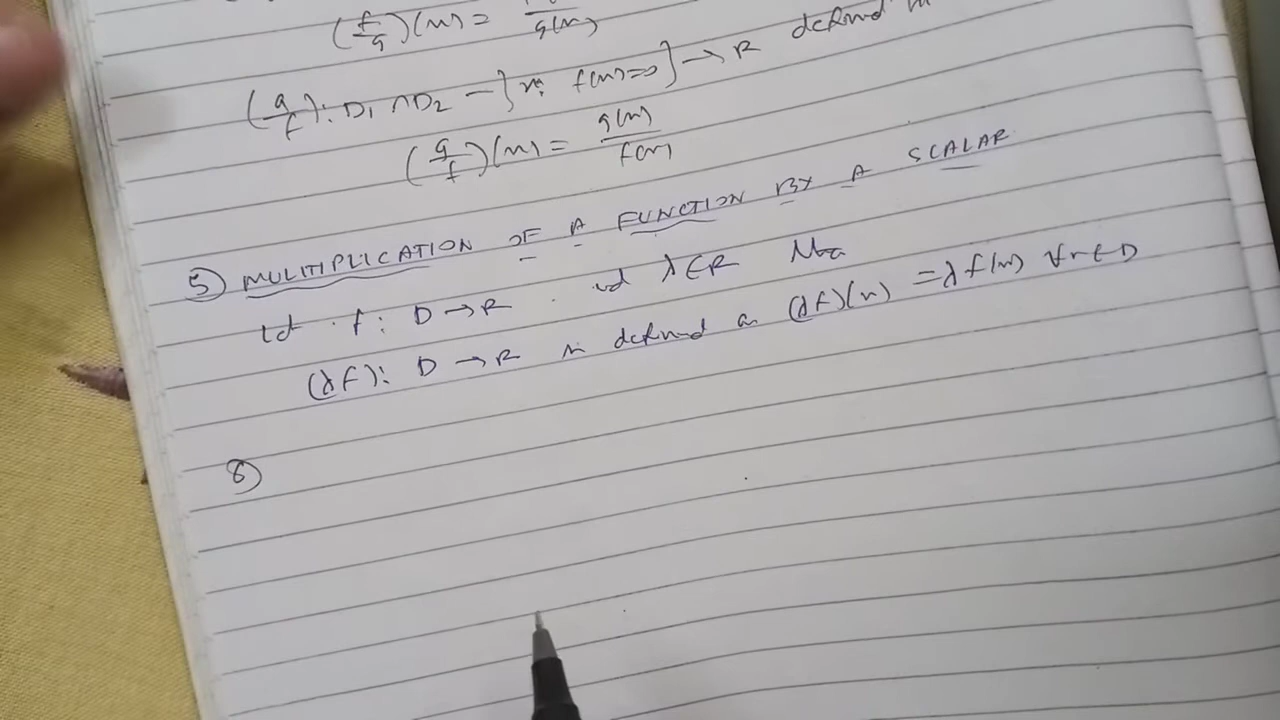 (f/g)(x) = f(x)/g(x)
(g/f): D₁ ∩ D₂ - {x: f(x)=0} → R defined as
(g/f)(x) = g(x)/f(x)
5) MULITIPLICATION OF A FUNCTION BY A SCALAR
let f: D → R and λ ∈ R then
(λf): D → R is defined as (λf)(x) = λ f(x) ∀ x ∈ D
6)